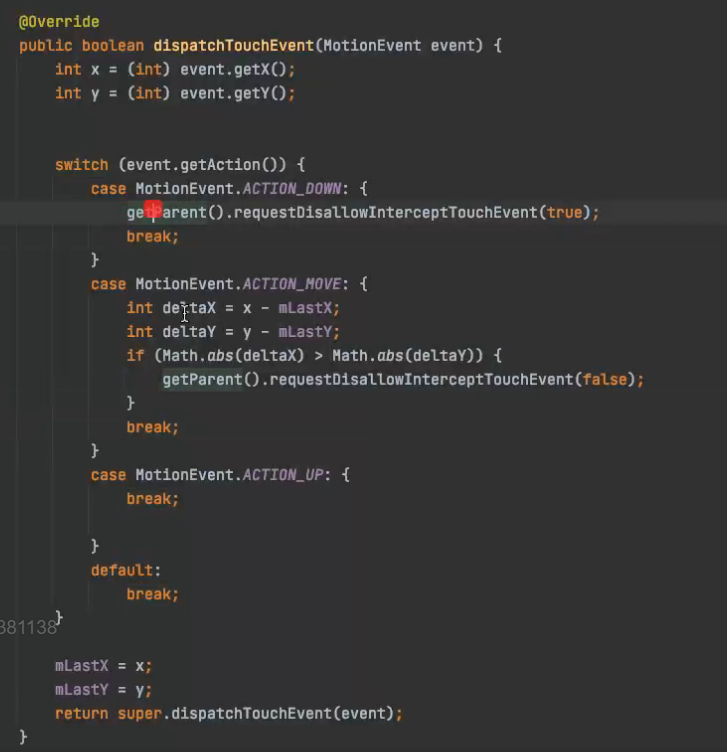 @Override
public boolean dispatchTouchEvent(MotionEvent event) {
int x = (int) event.getX();
int y = (int) event.getY();
switch (event.getAction()) {
case MotionEvent.ACTION_DOWN: {
getParent().requestDisallowInterceptTouchEvent(true);
break;
}
case MotionEvent.ACTION_MOVE: {
int deltaX = x - mLastX;
int deltaY = y - mLastY;
if (Math.abs(deltaX) > Math.abs(deltaY)) {
getParent().requestDisallowInterceptTouchEvent(false);
}
break;
}
case MotionEvent.ACTION_UP: {
break;
}
default:
break;
}
381138
mLastX = x;
mLastY = y;
return super.dispatchTouchEvent(event);
}